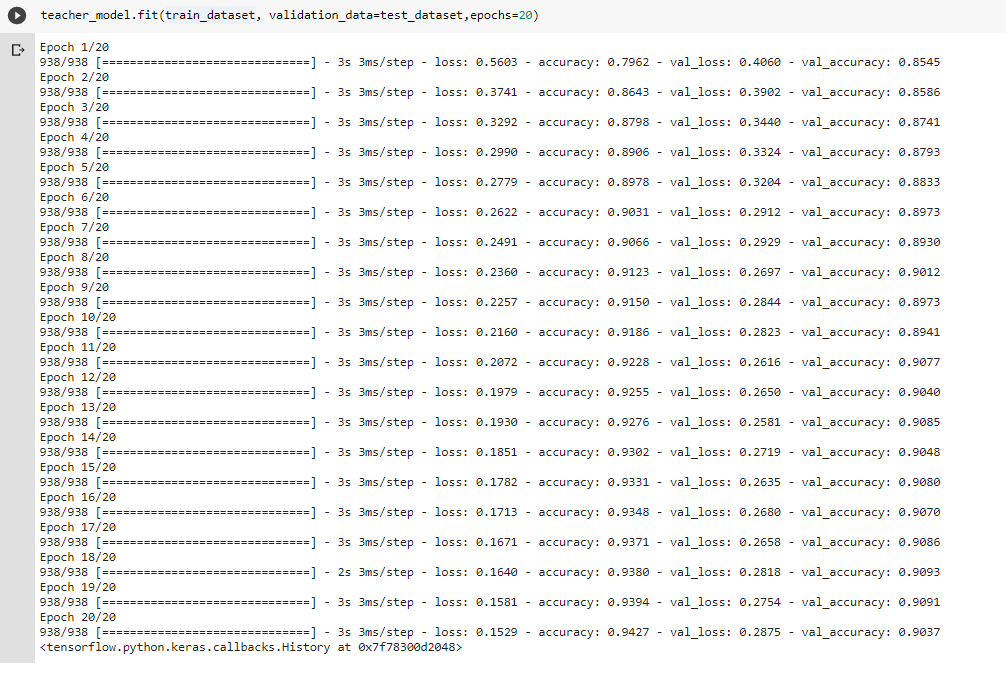 teacher_model.fit(train_dataset, validation_data=test_dataset,epochs=20)
Epoch 1/20
938/938 [==============================] - 3s 3ms/step - loss: 0.5603 - accuracy: 0.7962 - val_loss: 0.4060 - val_accuracy: 0.8545
Epoch 2/20
938/938 [==============================] - 3s 3ms/step - loss: 0.3741 - accuracy: 0.8643 - val_loss: 0.3902 - val_accuracy: 0.8586
Epoch 3/20
938/938 [==============================] - 3s 3ms/step - loss: 0.3292 - accuracy: 0.8798 - val_loss: 0.3440 - val_accuracy: 0.8741
Epoch 4/20
938/938 [==============================] - 3s 3ms/step - loss: 0.2990 - accuracy: 0.8906 - val_loss: 0.3324 - val_accuracy: 0.8793
Epoch 5/20
938/938 [==============================] - 3s 3ms/step - loss: 0.2779 - accuracy: 0.8978 - val_loss: 0.3204 - val_accuracy: 0.8833
Epoch 6/20
938/938 [==============================] - 3s 3ms/step - loss: 0.2622 - accuracy: 0.9031 - val_loss: 0.2912 - val_accuracy: 0.8973
Epoch 7/20
938/938 [==============================] - 3s 3ms/step - loss: 0.2491 - accuracy: 0.9066 - val_loss: 0.2929 - val_accuracy: 0.8930
Epoch 8/20
938/938 [==============================] - 3s 3ms/step - loss: 0.2360 - accuracy: 0.9123 - val_loss: 0.2697 - val_accuracy: 0.9012
Epoch 9/20
938/938 [==============================] - 3s 3ms/step - loss: 0.2257 - accuracy: 0.9150 - val_loss: 0.2844 - val_accuracy: 0.8973
Epoch 10/20
938/938 [==============================] - 3s 3ms/step - loss: 0.2160 - accuracy: 0.9186 - val_loss: 0.2823 - val_accuracy: 0.8941
Epoch 11/20
938/938 [==============================] - 3s 3ms/step - loss: 0.2072 - accuracy: 0.9228 - val_loss: 0.2616 - val_accuracy: 0.9077
Epoch 12/20
938/938 [==============================] - 3s 3ms/step - loss: 0.1979 - accuracy: 0.9255 - val_loss: 0.2650 - val_accuracy: 0.9040
Epoch 13/20
938/938 [==============================] - 3s 3ms/step - loss: 0.1930 - accuracy: 0.9276 - val_loss: 0.2581 - val_accuracy: 0.9085
Epoch 14/20
938/938 [==============================] - 3s 3ms/step - loss: 0.1851 - accuracy: 0.9302 - val_loss: 0.2719 - val_accuracy: 0.9048
Epoch 15/20
938/938 [==============================] - 3s 3ms/step - loss: 0.1782 - accuracy: 0.9331 - val_loss: 0.2635 - val_accuracy: 0.9080
Epoch 16/20
938/938 [==============================] - 3s 3ms/step - loss: 0.1713 - accuracy: 0.9348 - val_loss: 0.2680 - val_accuracy: 0.9070
Epoch 17/20
938/938 [==============================] - 3s 3ms/step - loss: 0.1671 - accuracy: 0.9371 - val_loss: 0.2658 - val_accuracy: 0.9086
Epoch 18/20
938/938 [==============================] - 2s 3ms/step - loss: 0.1640 - accuracy: 0.9380 - val_loss: 0.2818 - val_accuracy: 0.9093
Epoch 19/20
938/938 [==============================] - 3s 3ms/step - loss: 0.1581 - accuracy: 0.9394 - val_loss: 0.2754 - val_accuracy: 0.9091
Epoch 20/20
938/938 [==============================] - 3s 3ms/step - loss: 0.1529 - accuracy: 0.9427 - val_loss: 0.2875 - val_accuracy: 0.9037
<tensorflow.python.keras.callbacks.History at 0x7f78300d2048>